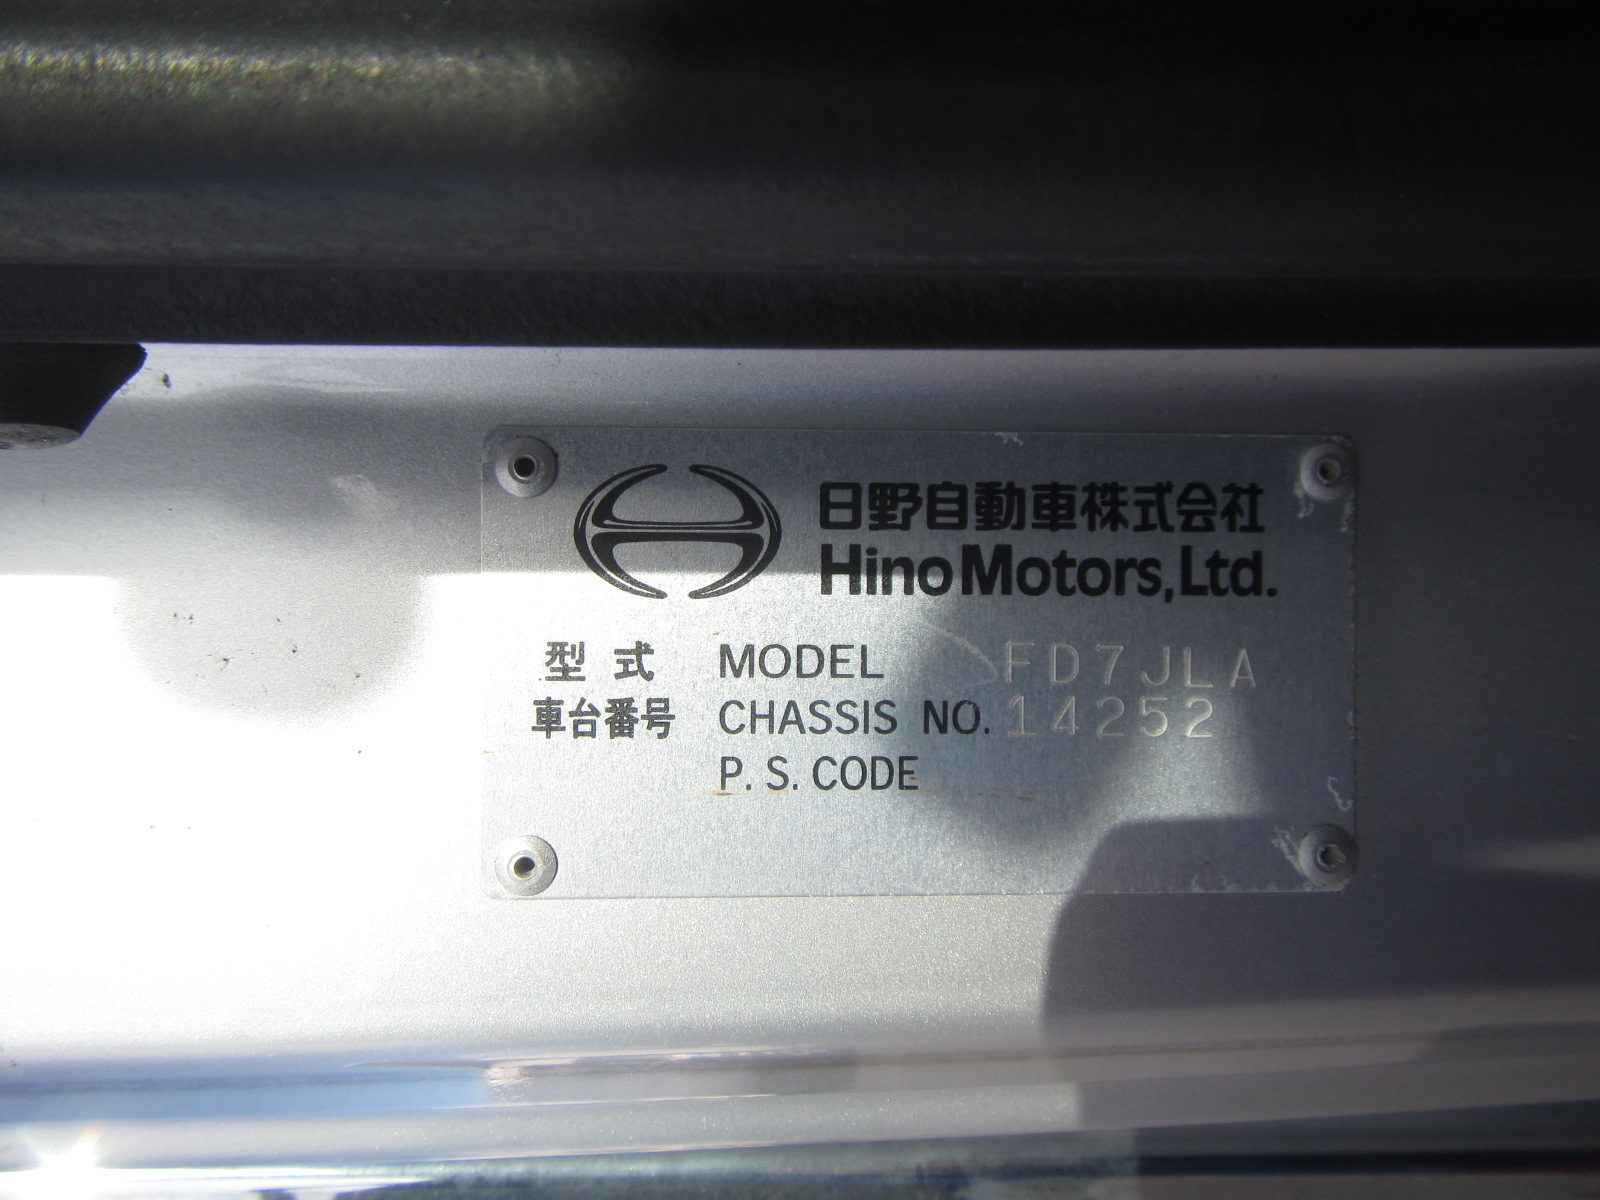 日野自動車株式会社
Hino Motors, Ltd.
型 式 MODEL FD7JLA
車台番号 CHASSIS NO. 14252
P. S. CODE